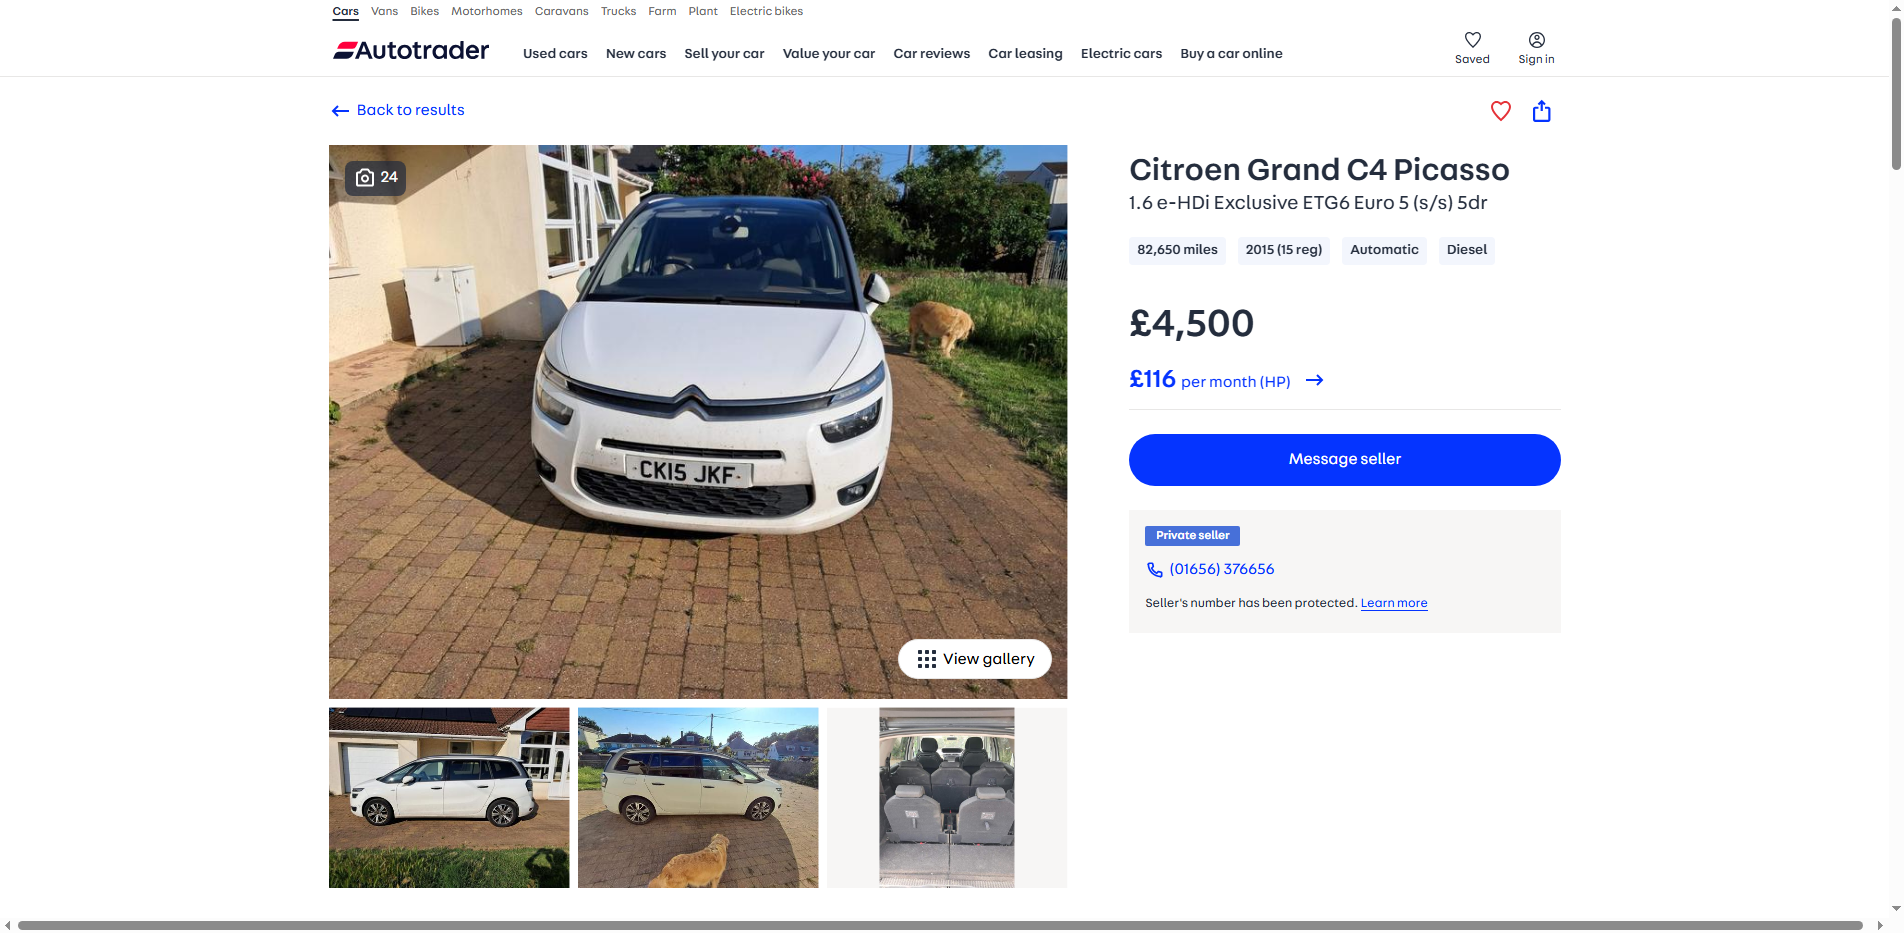 Cars Vans Bikes Motorhomes Caravans Trucks Farm Plant Electric bikes
Autotrader
Used cars New cars Sell your car Value your car Car reviews Car leasing Electric cars Buy a car online
Saved Sign in
Back to results
24
Citroen Grand C4 Picasso
1.6 e-HDi Exclusive ETG6 Euro 5 (s/s) 5dr
82,650 miles 2015 (15 reg) Automatic Diesel
£4,500
£116 per month (HP)
Message seller
CK15 JKF
Private seller
(01656) 376656
Seller's number has been protected. Learn more
View gallery